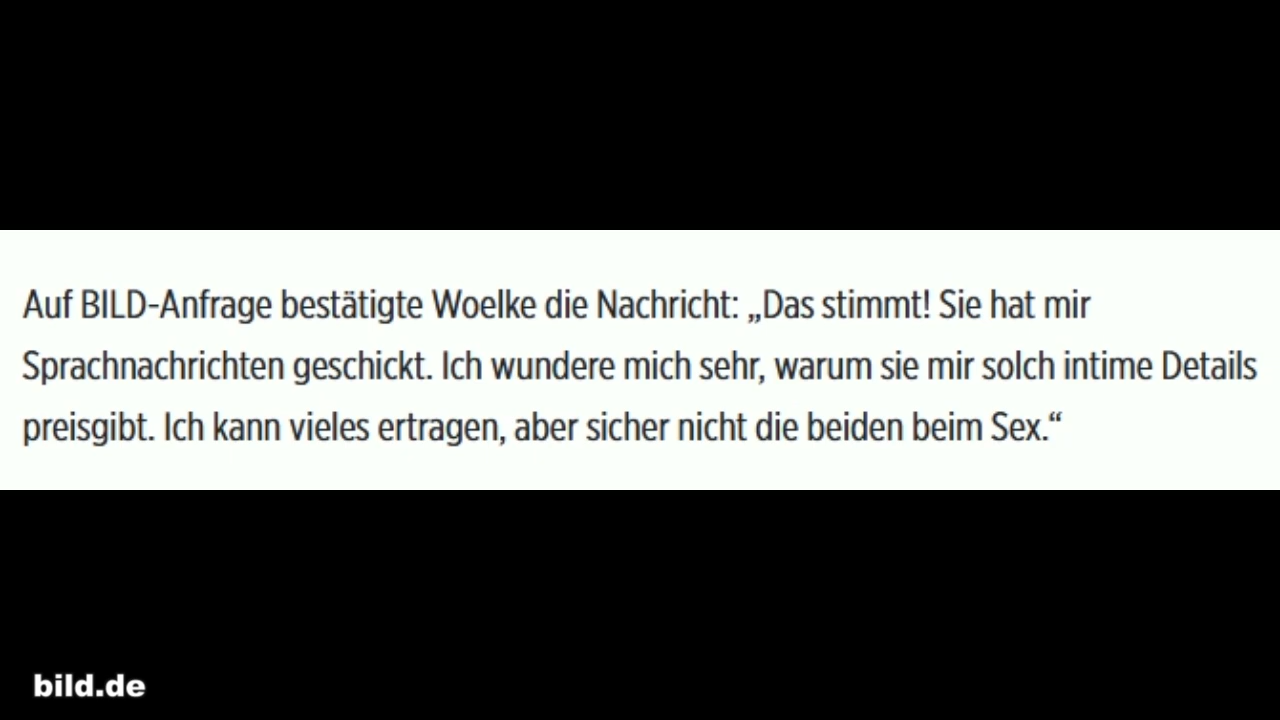 Auf BILD-Anfrage bestätigte Woelke die Nachricht: „Das stimmt! Sie hat mir
Sprachnachrichten geschickt. Ich wundere mich sehr, warum sie mir solch intime Details
preisgibt. Ich kann vieles ertragen, aber sicher nicht die beiden beim Sex.“
bild.de